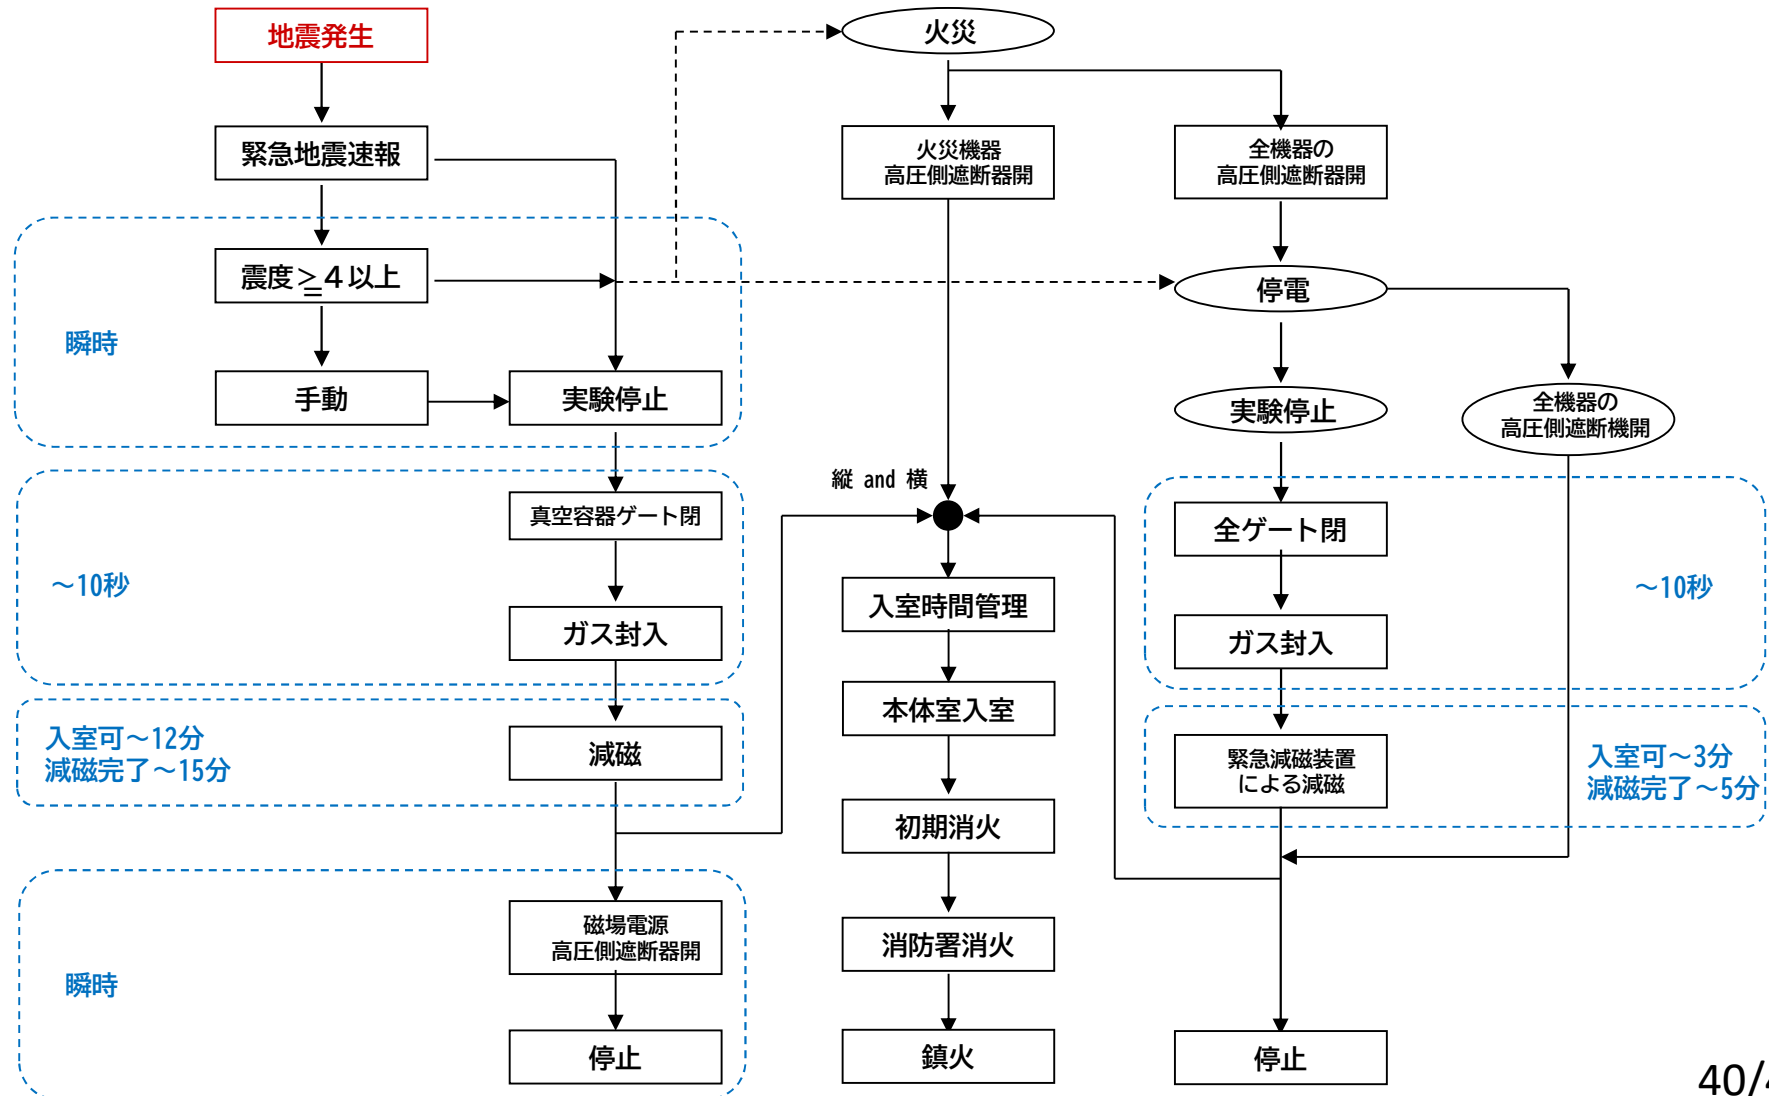 地震発生
緊急地震速報
震度≧4以上
瞬時
手動
実験停止
真空容器ゲート閉
～10秒
ガス封入
入室可～12分
減磁完了～15分
減磁
磁場電源
高圧側遮断器開
瞬時
停止
火災
火災機器
高圧側遮断器開
縦 and 横
入室時間管理
本体室入室
初期消火
消防署消火
鎮火
全機器の
高圧側遮断器開
停電
実験停止
全機器の
高圧側遮断機開
全ゲート閉
～10秒
ガス封入
緊急減磁装置
による減磁
入室可～3分
減磁完了～5分
停止
40/4